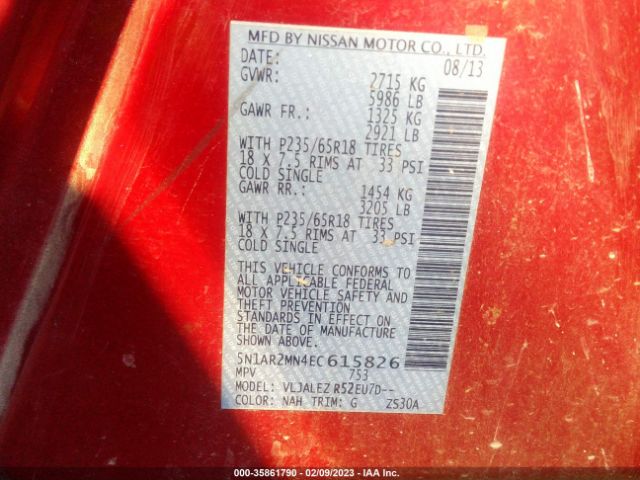 MFD BY NISSAN MOTOR CO., LTD.
DATE: 08/13
GVWR: 2715 KG
5986 LB
GAWR FR.: 1325 KG
2921 LB
WITH P235/65R18 TIRES
18 X 7.5 RIMS AT 33 PSI
COLD SINGLE
GAWR RR.: 1454 KG
3205 LB
WITH P235/65R18 TIRES
18 X 7.5 RIMS AT 33 PSI
COLD SINGLE
THIS VEHICLE CONFORMS TO
ALL APPLICABLE FEDERAL
MOTOR VEHICLE SAFETY AND
THEFT PREVENTION
STANDARDS IN EFFECT ON
THE DATE OF MANUFACTURE.
5N1AR2MN4EC615826
MPV 753
MODEL: VLJALEZ R52EU7D--
COLOR: NAH TRIM: G ZS30A
000-35861790 - 02/09/2023 - IAA Inc.